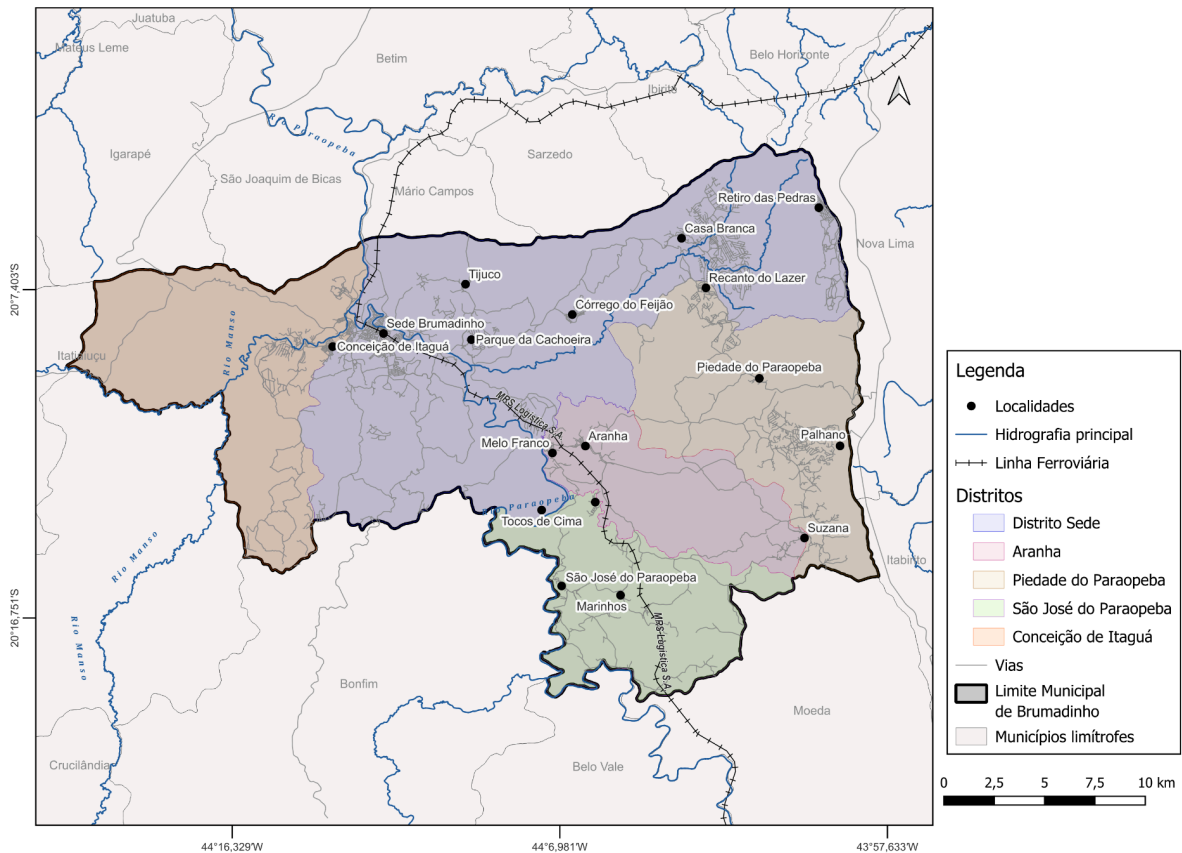 Juatuba
Mateus Leme
Betim
Belo Horizonte
Ibirité
Rio Paraopeba
Igarapé
Sarzedo
São Joaquim de Bicas
Mário Campos
Retiro das Pedras
Casa Branca
Nova Lima
Tijuco
Recanto do Lazer
20°7,403'S
Córrego do Feijão
Rio Manso
Sede Brumadinho
Parque da Cachoeira
Conceição de Itaguá
Itatiaiuçu
Piedade do Paraopeba
MRS Logística S.A.
Melo Franco
Aranha
Palhano
Rio Paraopeba
Tocos de Cima
Suzana
Rio Manso
Itabirito
São José do Paraopeba
Marinhos
20°16,751'S
Rio Manso
MRS Logística S.A.
Bonfim
Moeda
Crucilândia
Belo Vale
44°16,329'W
44°6,981'W
43°57,633'W
Legenda
Localidades
Hidrografia principal
Linha Ferroviária
Distritos
Distrito Sede
Aranha
Piedade do Paraopeba
São José do Paraopeba
Conceição de Itaguá
Vias
Limite Municipal
de Brumadinho
Municípios limítrofes
0 2,5 5 7,5 10 km